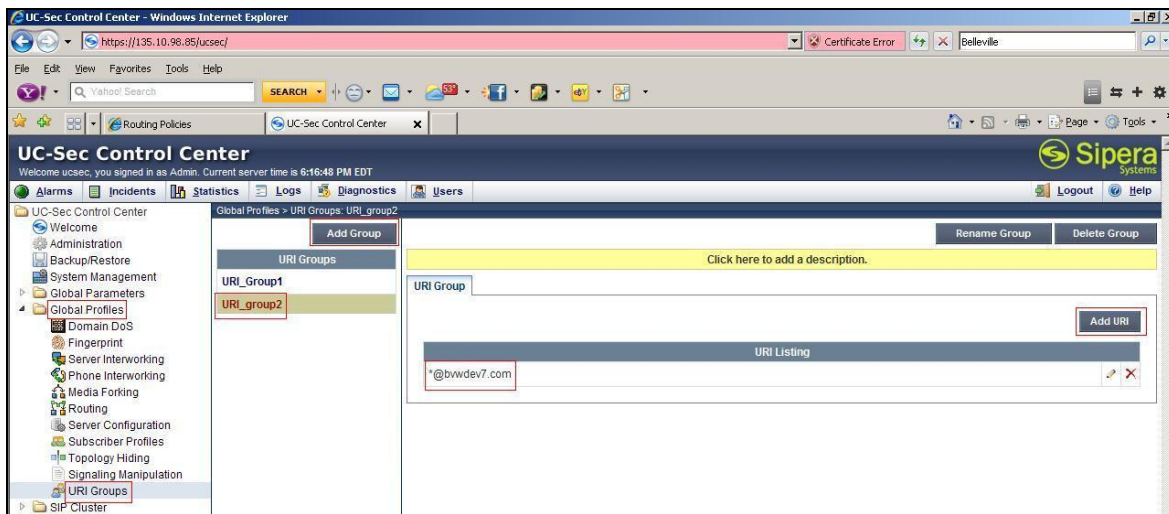 UC-Sec Control Center - Windows Internet Explorer
https://135.10.98.85/ucsec/
Certificate Error
Belleville
File Edit View Favorites Tools Help
Yahoo! Search
SEARCH
53°
Routing Policies
UC-Sec Control Center
Page
Tools
UC-Sec Control Center
Welcome ucsec, you signed in as Admin. Current server time is 6:16:48 PM EDT
Sipera
Systems
Alarms Incidents Statistics Logs Diagnostics Users
Logout Help
UC-Sec Control Center
Welcome
Administration
Backup/Restore
System Management
Global Parameters
Global Profiles
Domain DoS
Fingerprint
Server Interworking
Phone Interworking
Media Forking
Routing
Server Configuration
Subscriber Profiles
Topology Hiding
Signaling Manipulation
URI Groups
SIP Cluster
Global Profiles > URI Groups: URI_group2
Add Group
URI Groups
URI_Group1
URI_group2
Rename Group
Delete Group
Click here to add a description.
URI Group
Add URI
URI Listing
*@bvwdev7.com